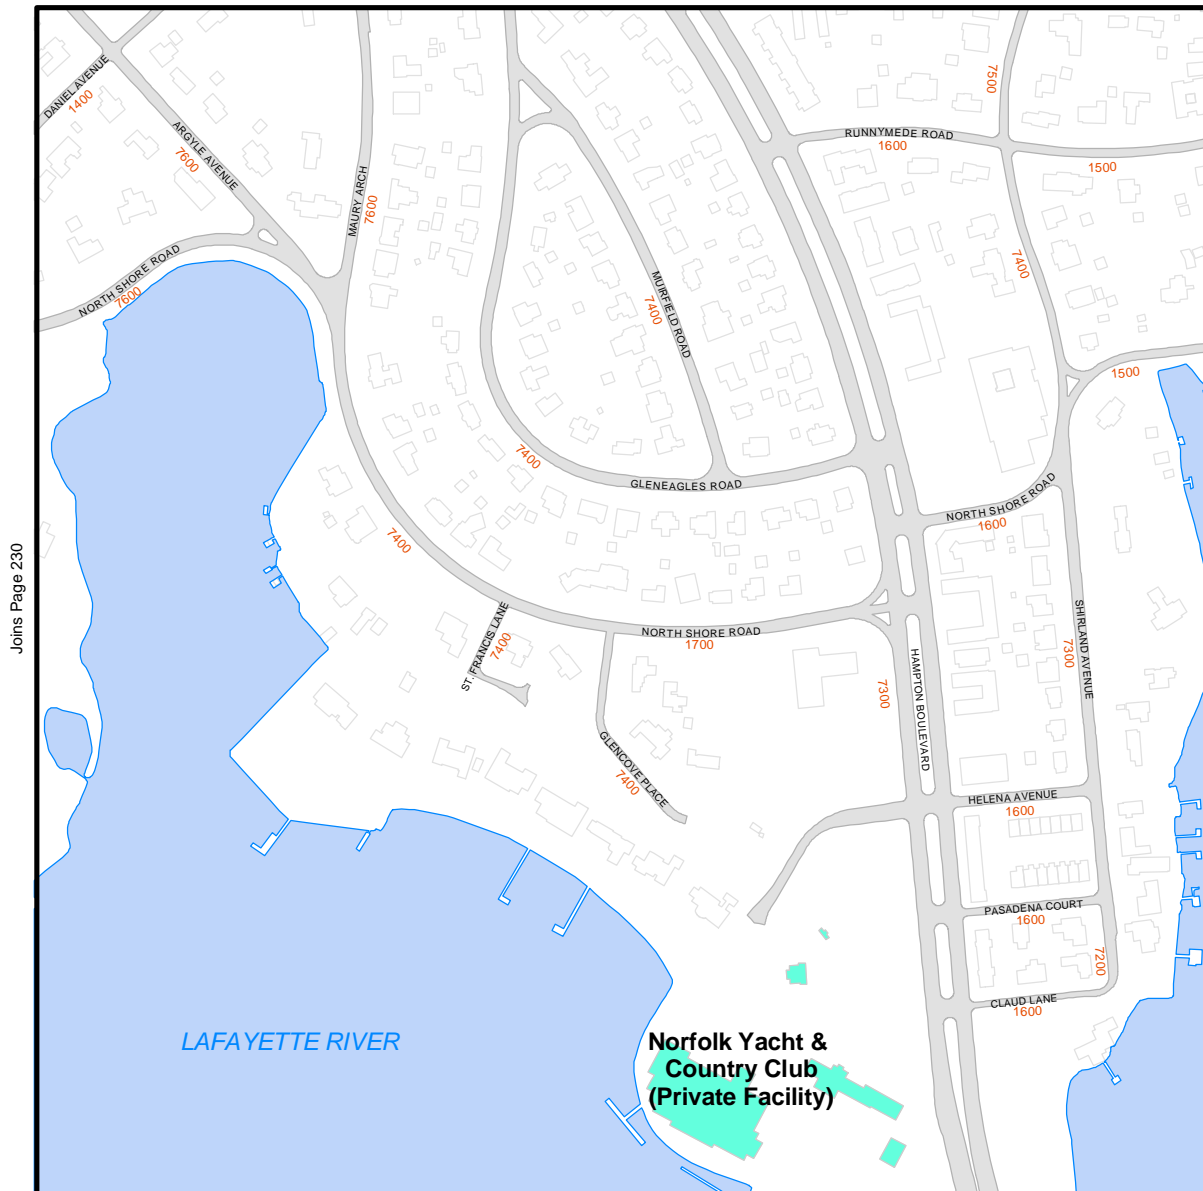 DANIEL AVENUE
1400
ARGYLE AVENUE
7600
MAURY ARCH
7600
NORTH SHORE ROAD
7600
RUNNYMEDE ROAD
1600
7500
1500
7400
MUIRFIELD ROAD
7400
1500
7400
GLENEAGLES ROAD
NORTH SHORE ROAD
1600
7400
Joins Page 230
ST. FRANCIS LANE
7400
NORTH SHORE ROAD
1700
SHIRLAND AVENUE
7300
HAMPTON BOULEVARD
7300
GLENCOVE PLACE
7400
HELENA AVENUE
1600
PASADENA COURT
1600
7200
CLAUD LANE
1600
LAFAYETTE RIVER
Norfolk Yacht &
Country Club
(Private Facility)